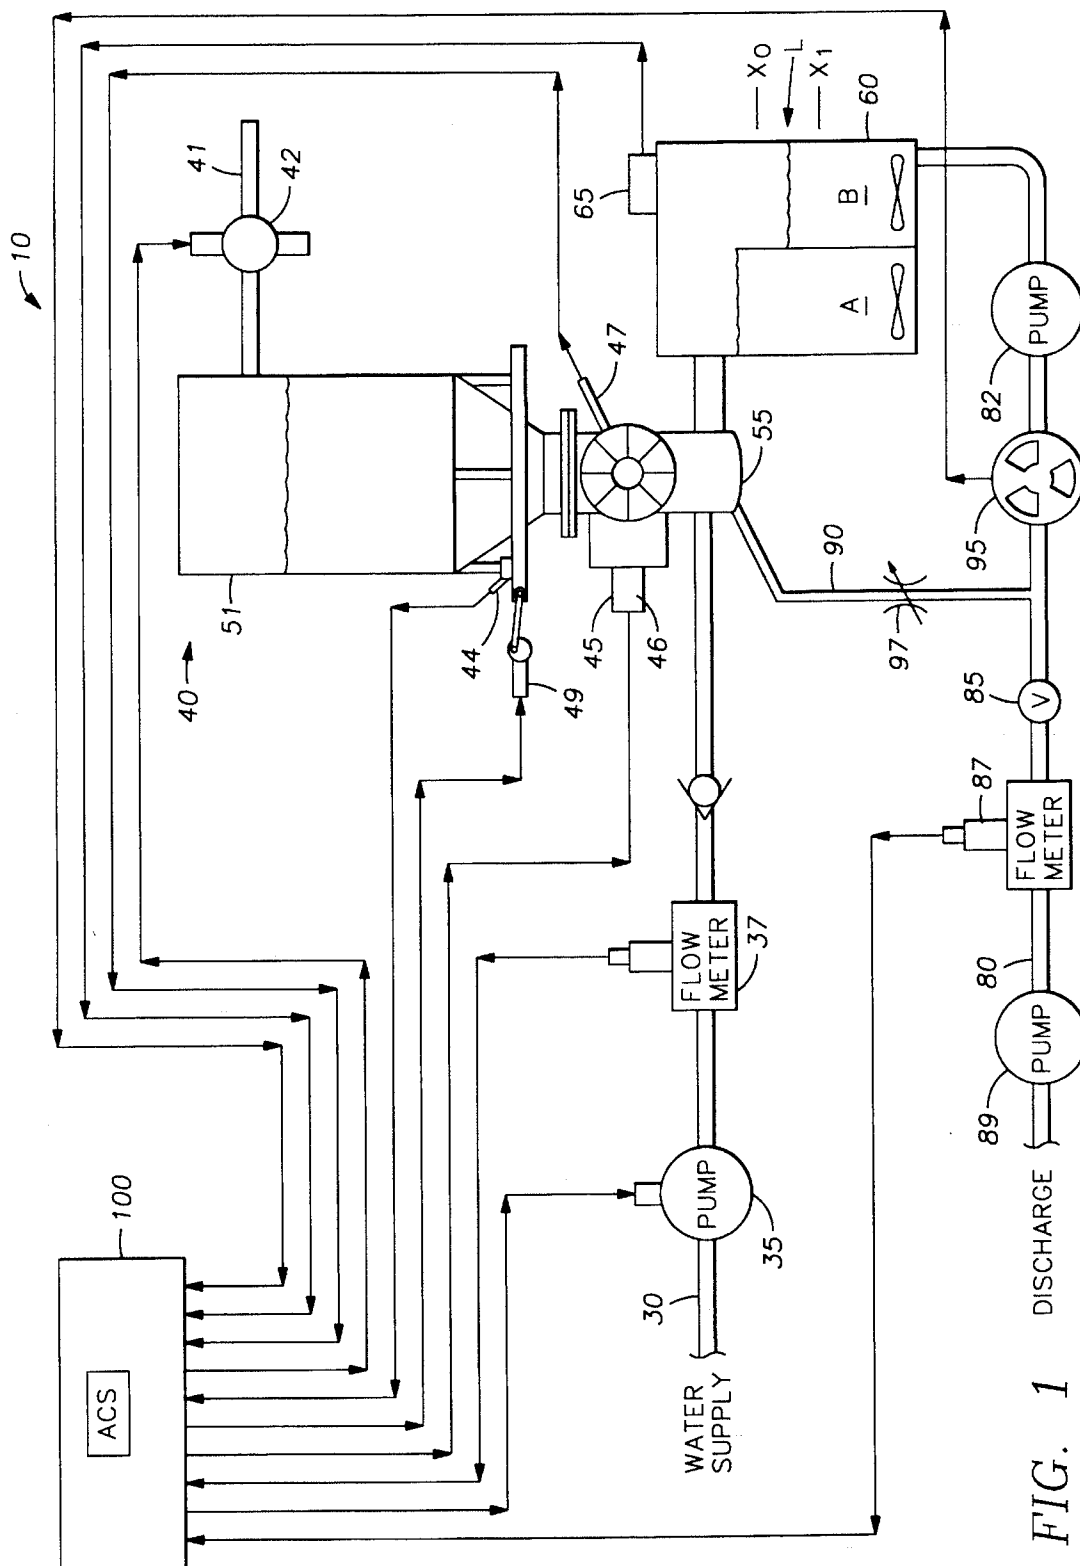 10
100
ACS
41
42
51
40
44
49
45
46
47
55
65
X0
L
X1
60
A
B
90
97
95
82
PUMP
85
V
87
FLOW
METER
80
89
PUMP
DISCHARGE
FLOW
METER
37
PUMP
35
30
WATER
SUPPLY
FIG. 1